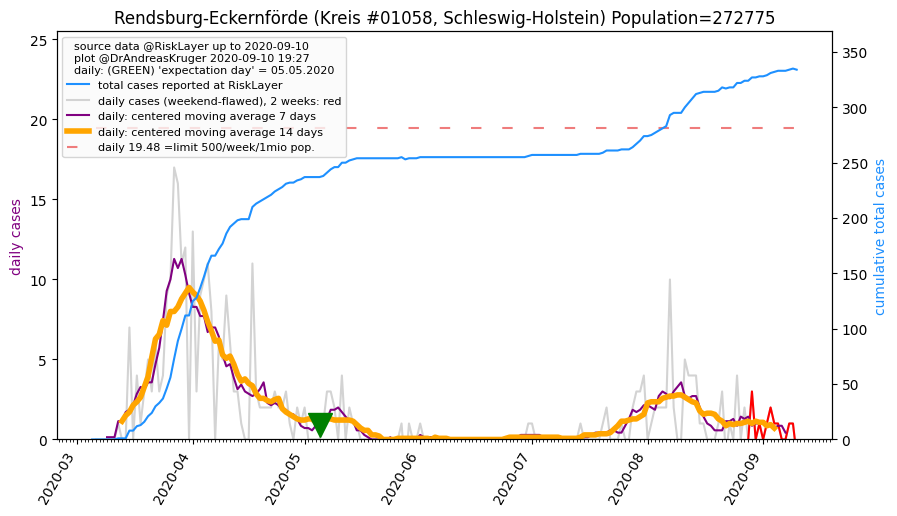 Rendsburg-Eckernförde (Kreis #01058, Schleswig-Holstein) Population=272775
source data @RiskLayer up to 2020-09-10
plot @DrAndreasKruger 2020-09-10 19:27
daily: (GREEN) 'expectation day' = 05.05.2020
total cases reported at RiskLayer
daily cases (weekend-flawed), 2 weeks: red
daily: centered moving average 7 days
daily: centered moving average 14 days
daily 19.48 =limit 500/week/1mio pop.
daily cases
25
20
15
10
5
0
cumulative total cases
350
300
250
200
150
100
50
0
2020-03
2020-04
2020-05
2020-06
2020-07
2020-08
2020-09